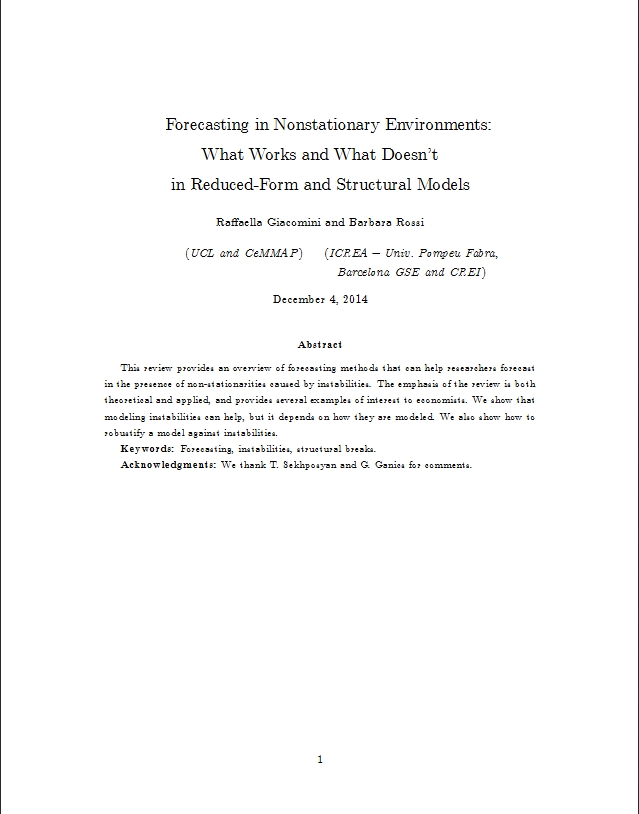 Forecasting in Nonstationary Environments:
What Works and What Doesn't
in Reduced-Form and Structural Models
Raffaella Giacomini and Barbara Rossi
(UCL and CeMMAP) (ICREA – Univ. Pompeu Fabra,
Barcelona GSE and CREI)
December 4, 2014
Abstract
This review provides an overview of forecasting methods that can help researchers forecast
in the presence of non-stationarities caused by instabilities. The emphasis of the review is both
theoretical and applied, and provides several examples of interest to economists. We show that
modeling instabilities can help, but it depends on how they are modeled. We also show how to
robustify a model against instabilities.
Keywords: Forecasting, instabilities, structural breaks.
Acknowledgments: We thank T. Sekhposyan and G. Ganics for comments.
1